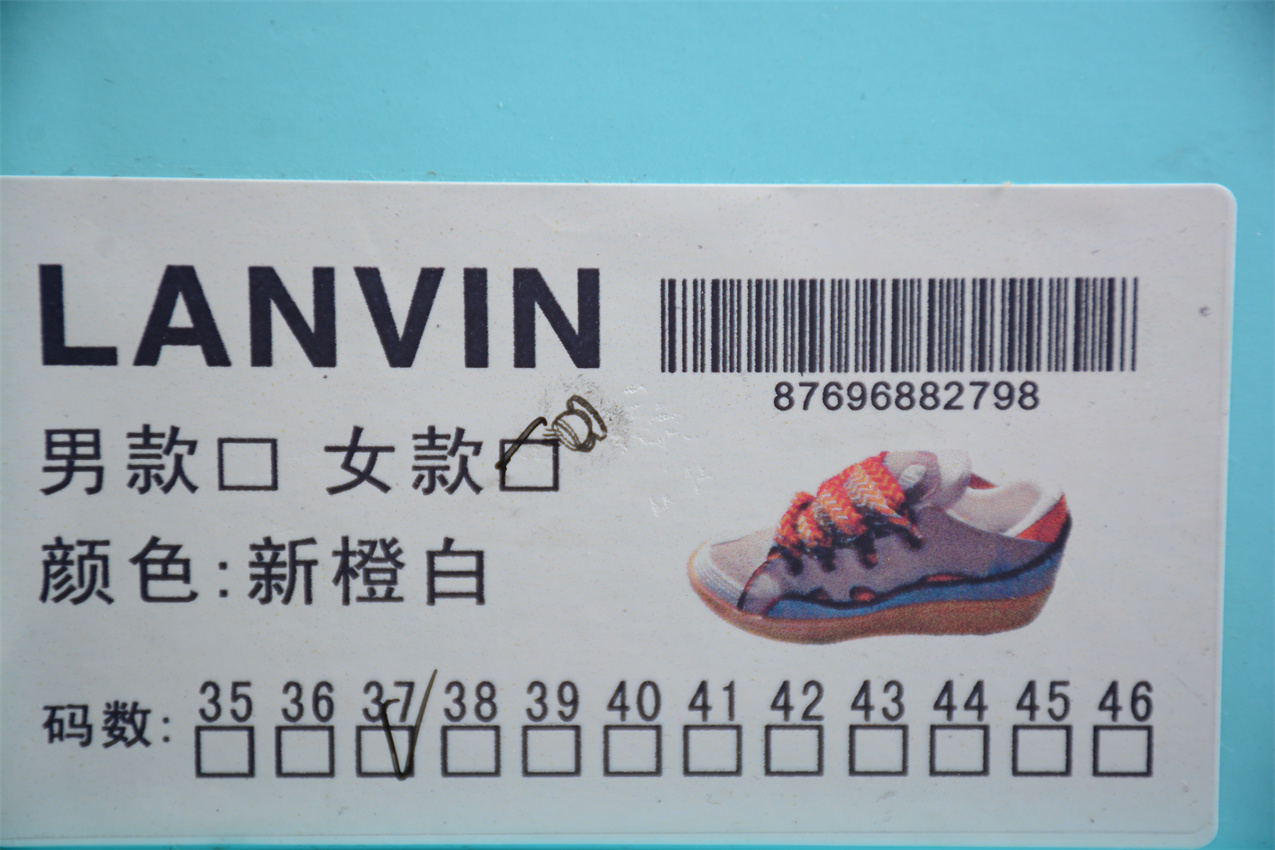 LANVIN
87696882798
男款□ 女款□
颜色:新橙白
35 36 37 38 39 40 41 42 43 44 45 46
码数: □ □ □ □ □ □ □ □ □ □ □ □